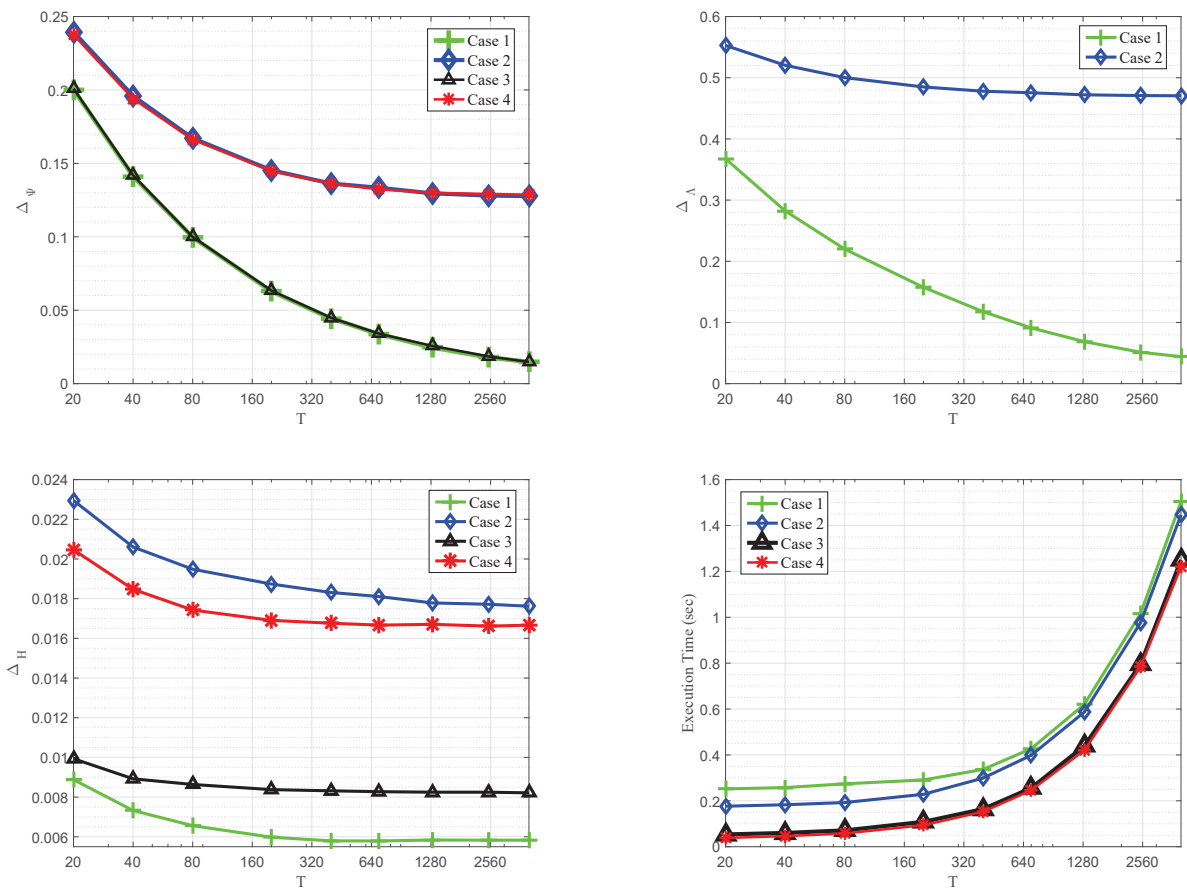 0.25
0.2
0.15
0.1
0.05
0
20 40 80 160 320 640 1280 2560
T
Δ Ψ
Case 1
Case 2
Case 3
Case 4
0.6
0.5
0.4
0.3
0.2
0.1
0
20 40 80 160 320 640 1280 2560
T
Δ Λ
Case 1
Case 2
0.024
0.022
0.02
0.018
0.016
0.014
0.012
0.01
0.008
0.006
20 40 80 160 320 640 1280 2560
T
Δ H
Case 1
Case 2
Case 3
Case 4
1.6
1.4
1.2
1
0.8
0.6
0.4
0.2
0
20 40 80 160 320 640 1280 2560
T
Execution Time (sec)
Case 1
Case 2
Case 3
Case 4